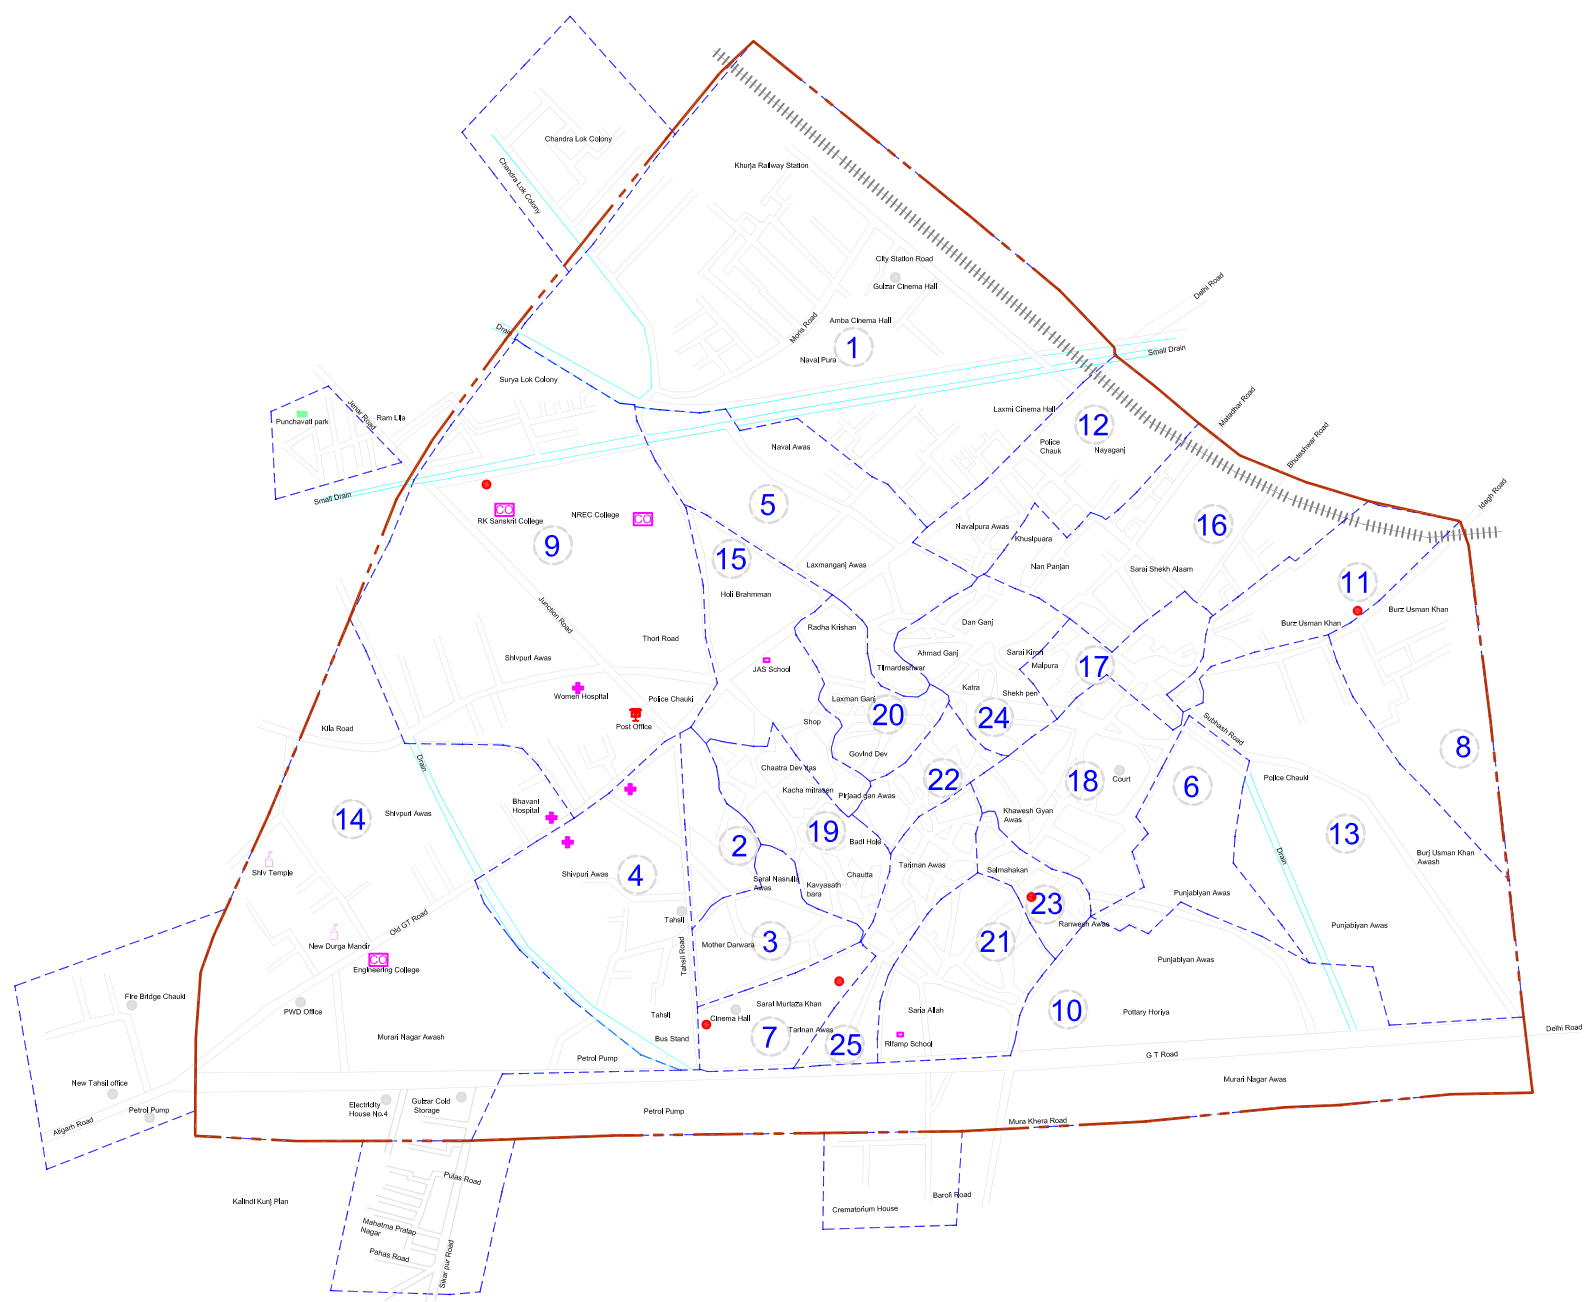 Chandra Lok Colony
Chandra Lok Colony
Khurja Railway Station
City Station Road
Gulzar Cinema Hall
Delhi Road
Amba Cinema Hall
Moris Road
1
Naval Pura
Drain
Small Drain
Surya Lok Colony
Jenar Road
Ram Lila
Punchavati park
Laxmi Cinema Hall
Matadhar Road
12
Police
Chauk
Nayaganj
Bhuteshwar Road
Naval Awas
Small Drain
5
Idagh Road
CO
RK Sanskrit College
NREC College
CO
9
Navalpura Awas
Khuslpuara
16
15
Laxmanganj Awas
Nan Panjan
Sarai Shekh Alaam
11
Holi Brahmman
Junction Road
Burz Usman Khan
Burz Usman Khan
Radha Krishan
Dan Ganj
Thori Road
Shivpuri Awas
JAS School
Tilmardeshwar
Ahmad Ganj
Sarai Kirori
Malpura
17
Women Hospital
Police Chauki
Laxman Ganj
Katra
Shekh pen
Post Office
20
24
Shop
Subhash Road
Kila Road
8
Drain
Govind Dev
Chaatra Dev das
22
18
Court
6
Police Chauki
Kacha mitrasen
Pirjaad gan Awas
Bhavani
Hospital
Shivpuri Awas
14
Khawesh Gyan
Awas
2
19
Badi Hole
13
Drain
Burj Usman Khan
Awash
Shiv Temple
Shivpuri Awas
4
Tariman Awas
Salmahakan
Chautta
Saral Nasrulla
Awas
Kavyasath
bara
Punjabiyan Awas
23
Tahsil
Old GT Road
Ranwesh Awas
Punjabiyan Awas
New Durga Mandir
Mother Darwara
3
21
CO
Engineering College
Tahsil Road
Punjabiyan Awas
Fire Bridge Chauki
PWD Office
Saral Murtaza Khan
Saria Allah
10
Pottary Horiya
Tahsil
Cinema Hall
Murari Nagar Awash
Bus Stand
7
Tarinan Awas
25
Rifamp School
Delhi Road
Petrol Pump
G T Road
New Tahsil office
Murari Nagar Awas
Petrol Pump
Aligarh Road
Electricity
House No.4
Gulzar Cold
Storage
Petrol Pump
Mura Khera Road
Pulas Road
Kalindi Kunj Plan
Baroli Road
Crematorium House
Mahatma Pratap
Nagar
Pahas Road
Sikar pur Road